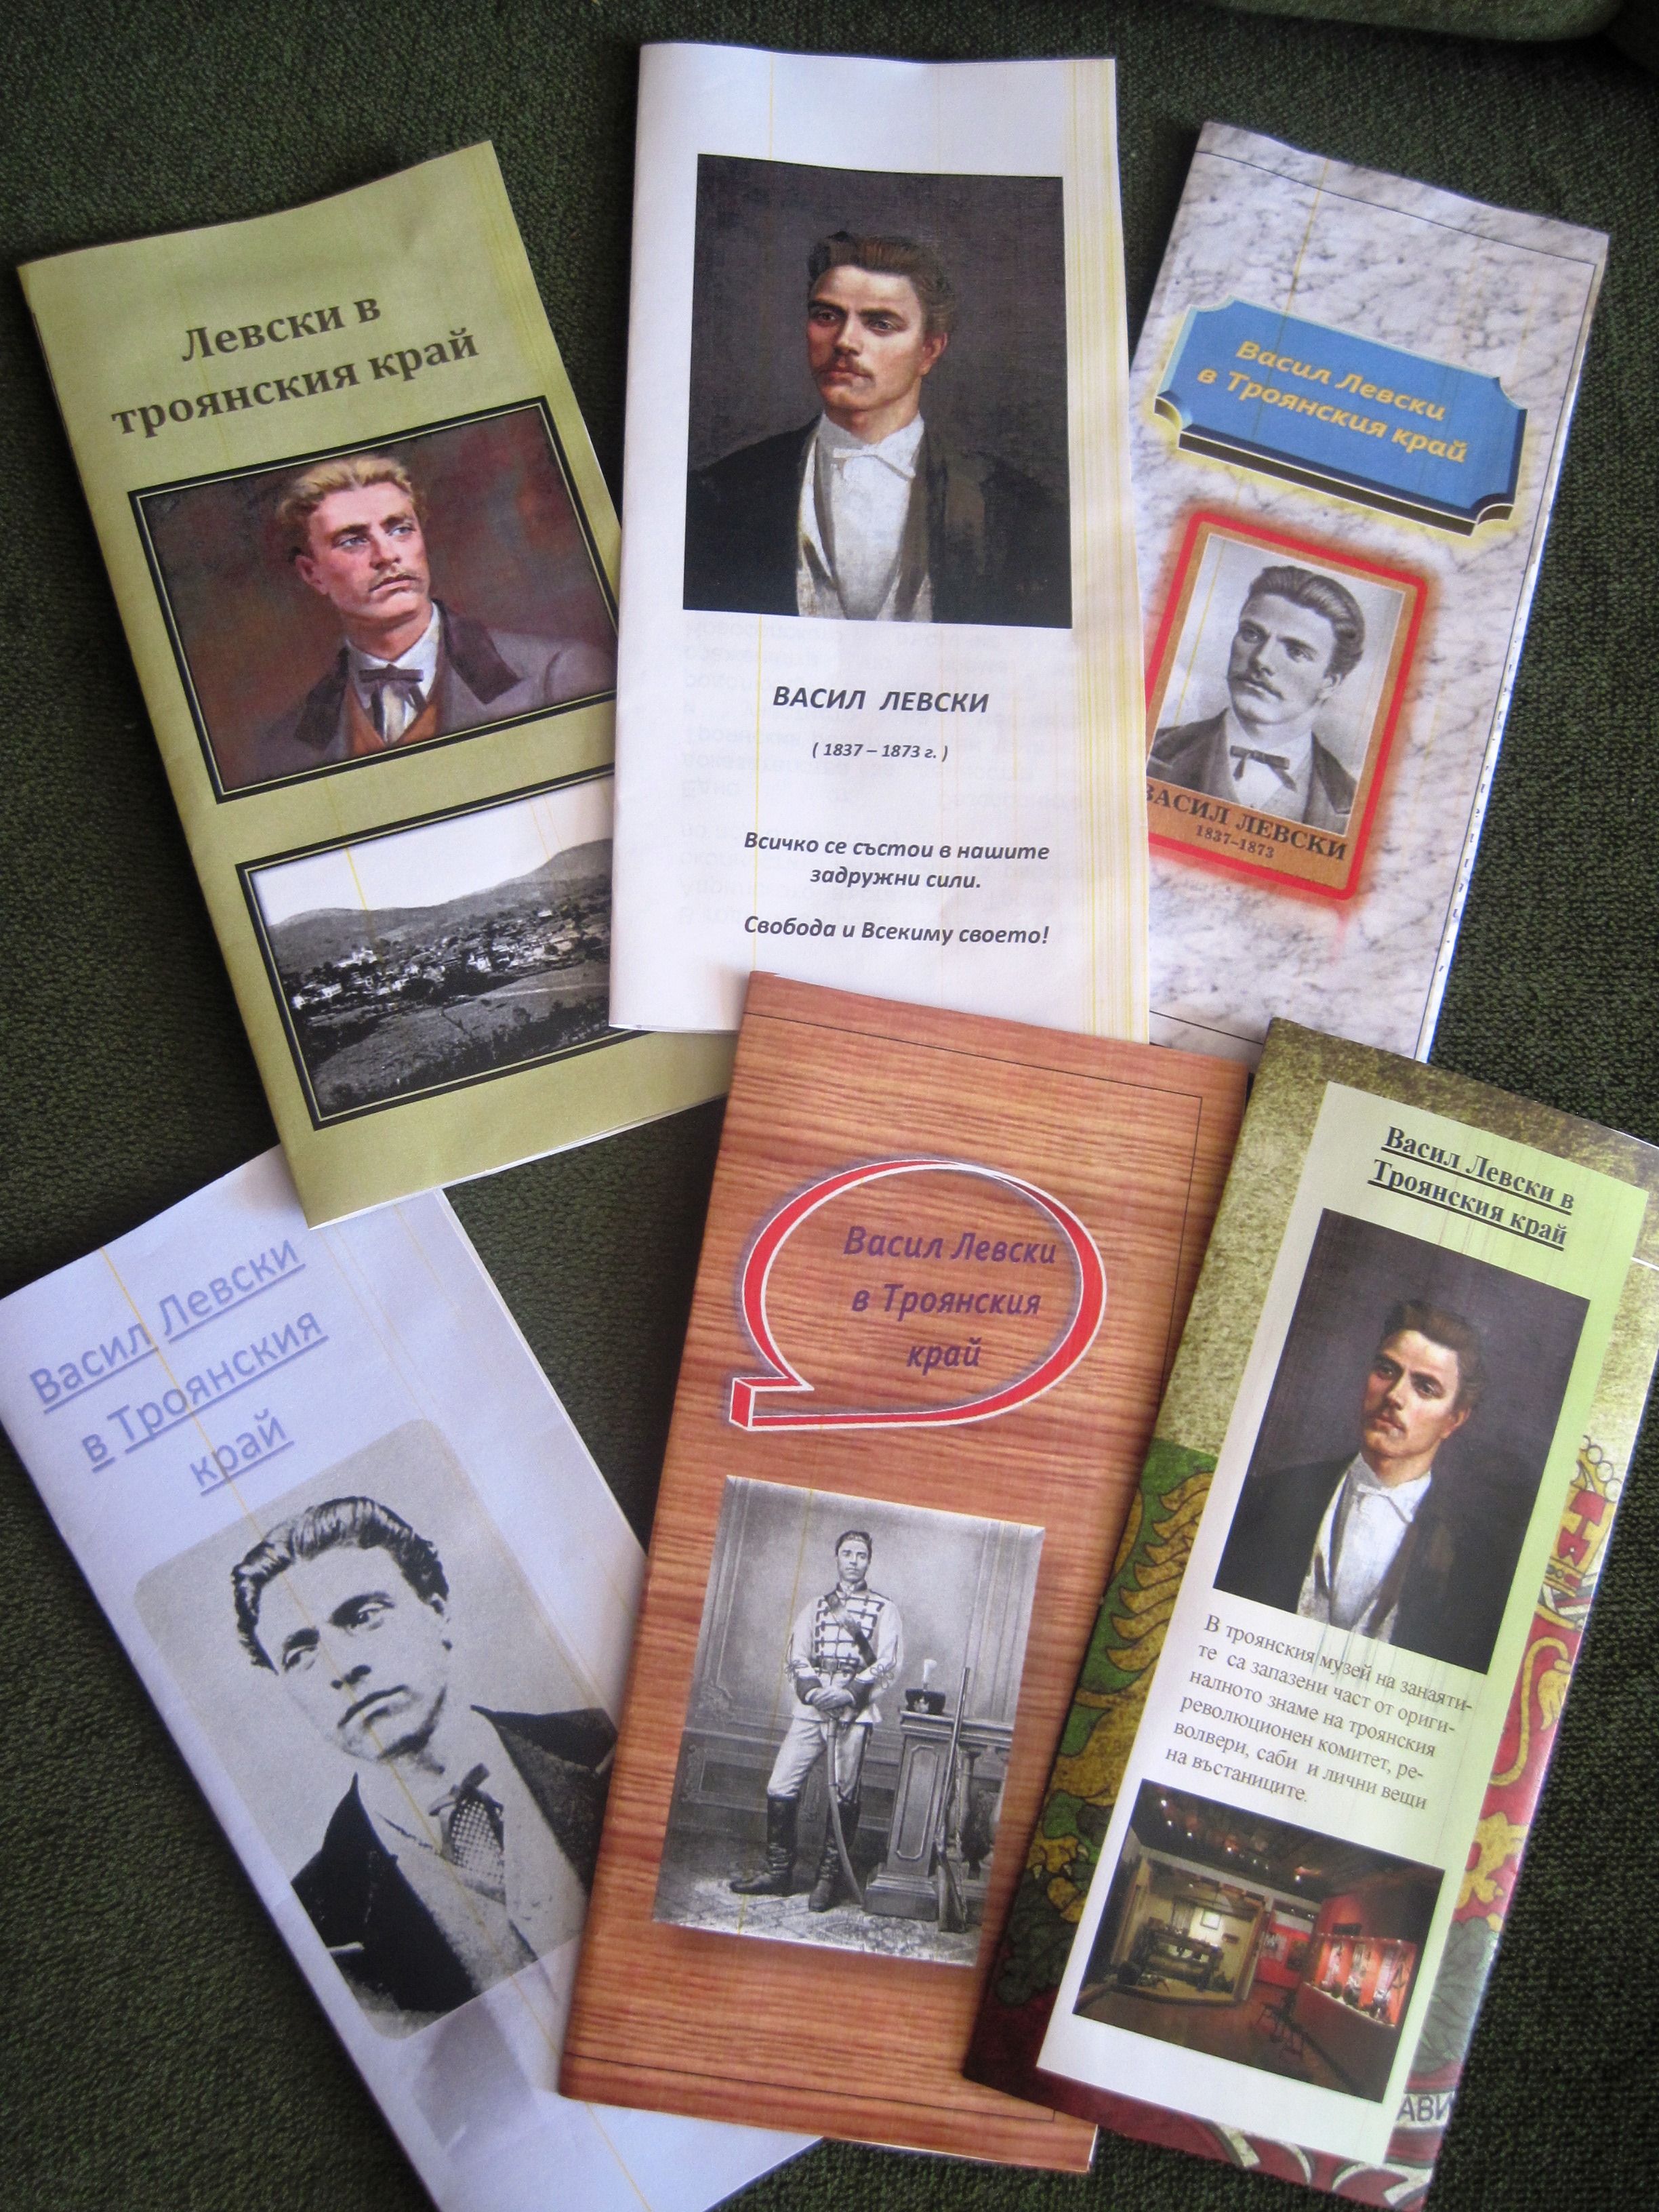 Левски в
троянския край
ВАСИЛ ЛЕВСКИ
( 1837 – 1873 г. )
Всичко се състои в нашите
задружни сили.
Свобода и Всекиму своето!
Васил Левски
в Троянския край
ВАСИЛ ЛЕВСКИ
1837–1873
Васил Левски
в Троянския
край
Васил Левски
в Троянския
край
Васил Левски в
Троянския край
В троянския музей на занаяти-
те са запазени част от ориги-
налното знаме на троянския
революционен комитет, ре-
волвери, саби и лични вещи
на въстаниците.
АВИ